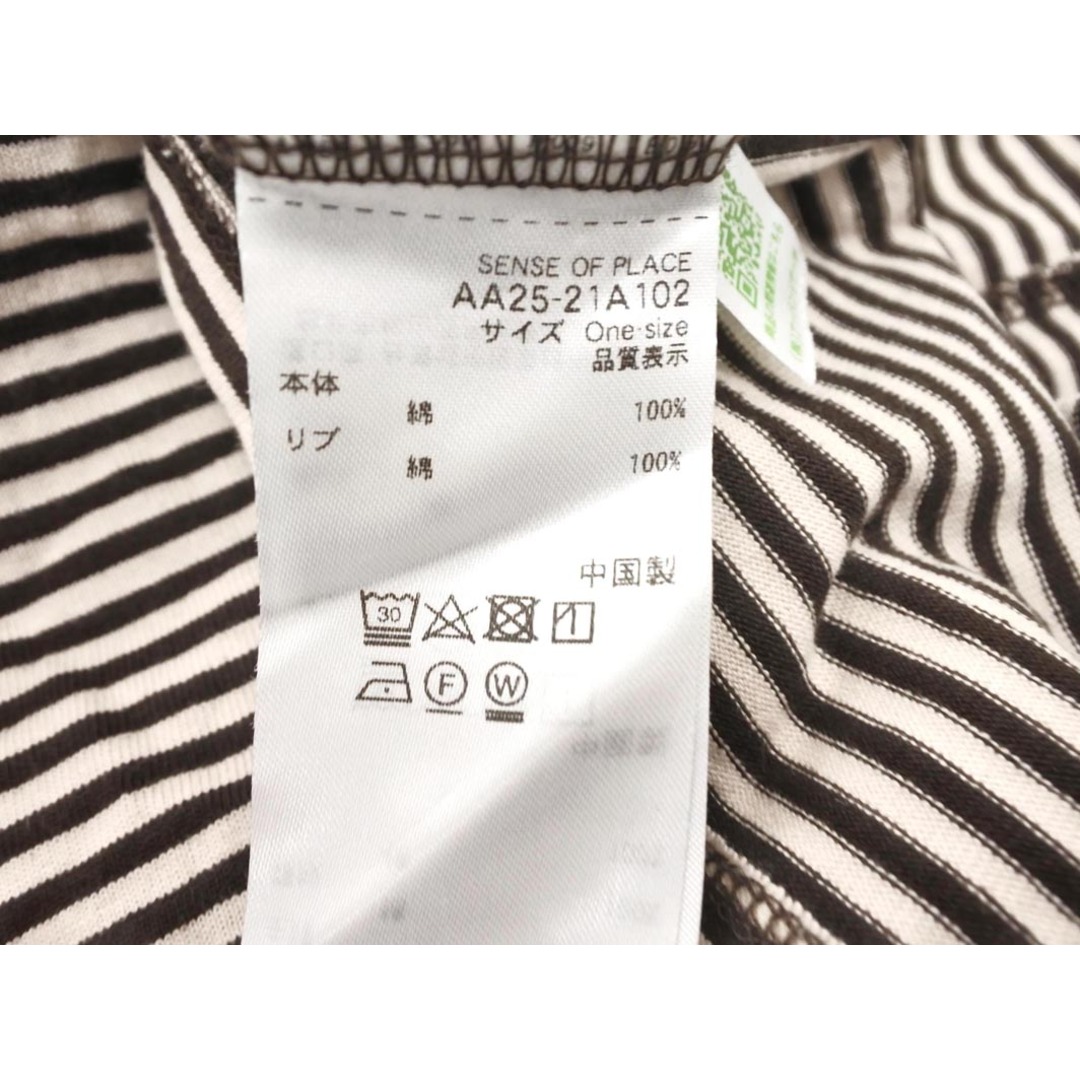 SENSE OF PLACE
AA25-21A102
サイズ One-size
品質表示
本体
綿 100%
リブ
綿 100%
中国製
30
F W